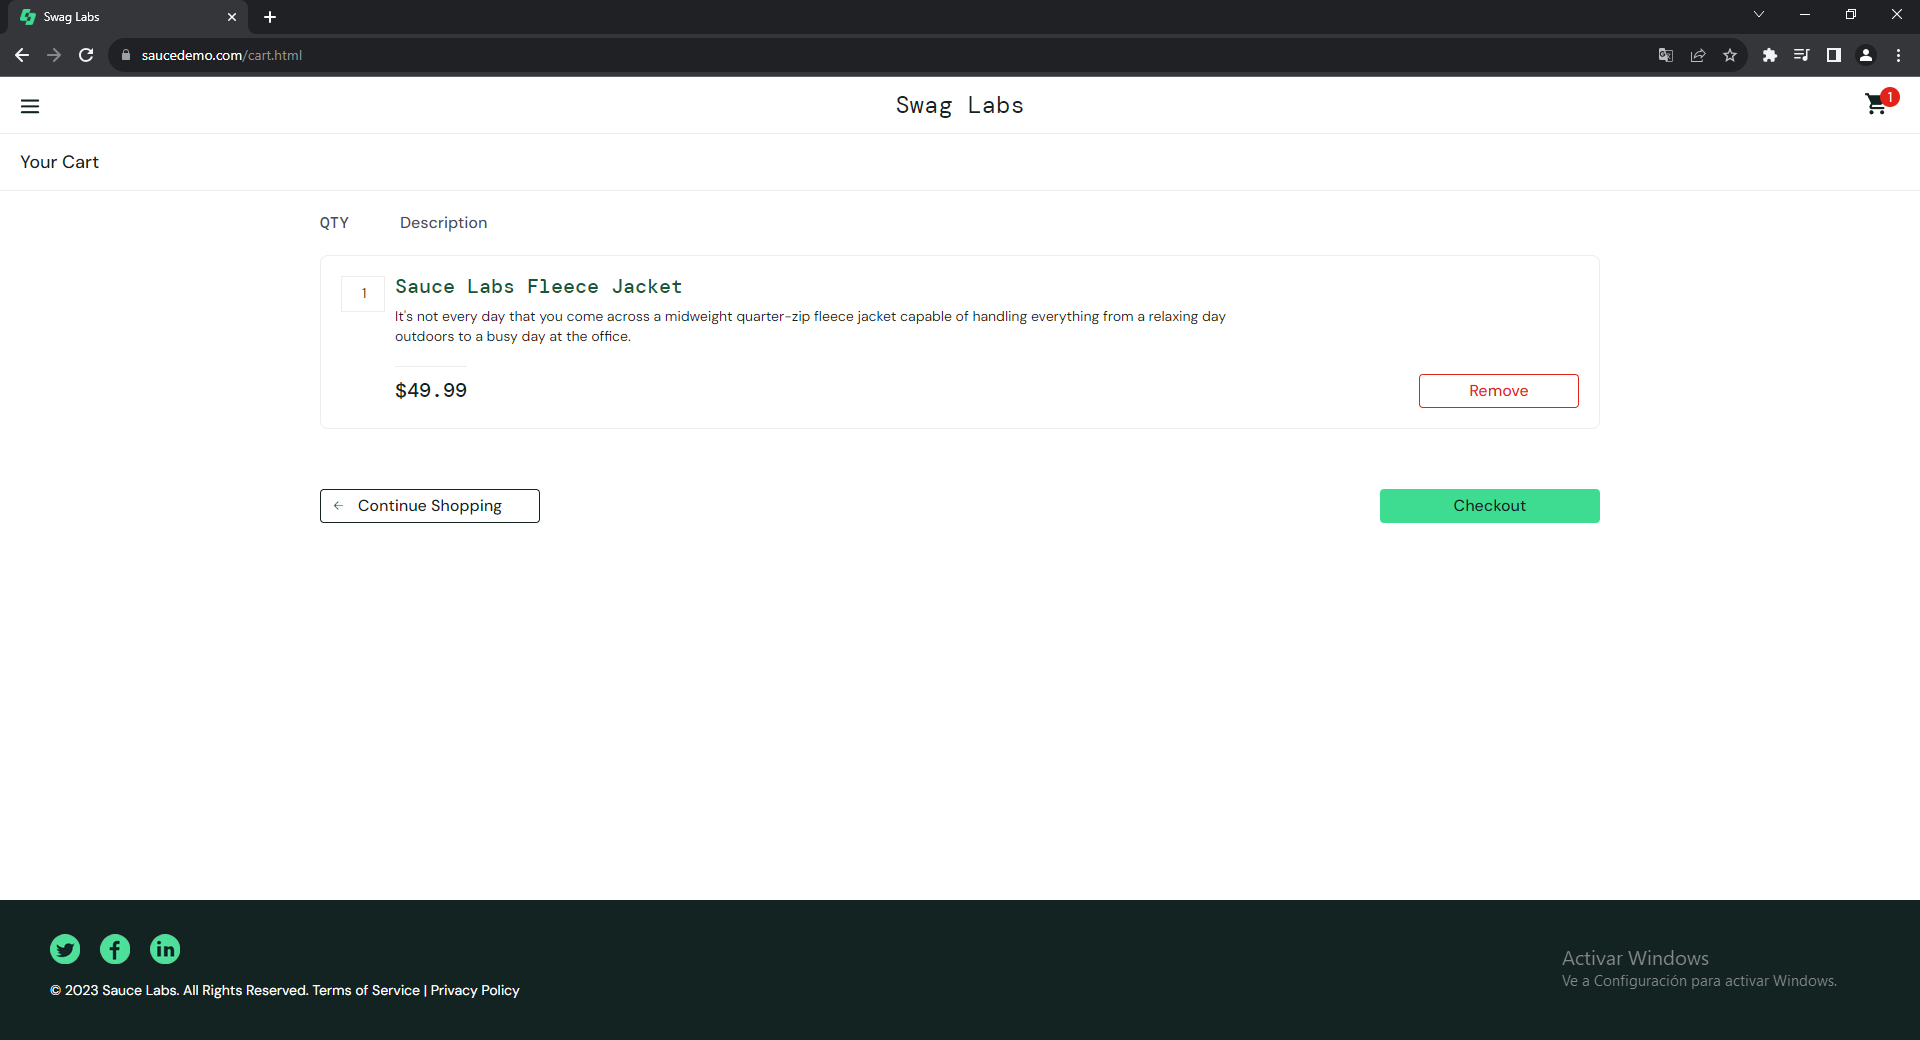 Swag Labs
saucedemo.com/cart.html
Swag Labs
1
Your Cart
QTY Description
1
Sauce Labs Fleece Jacket
It's not every day that you come across a midweight quarter-zip fleece jacket capable of handling everything from a relaxing day
outdoors to a busy day at the office.
$49.99
Remove
Continue Shopping
Checkout
© 2023 Sauce Labs. All Rights Reserved. Terms of Service | Privacy Policy
Activar Windows
Ve a Configuración para activar Windows.